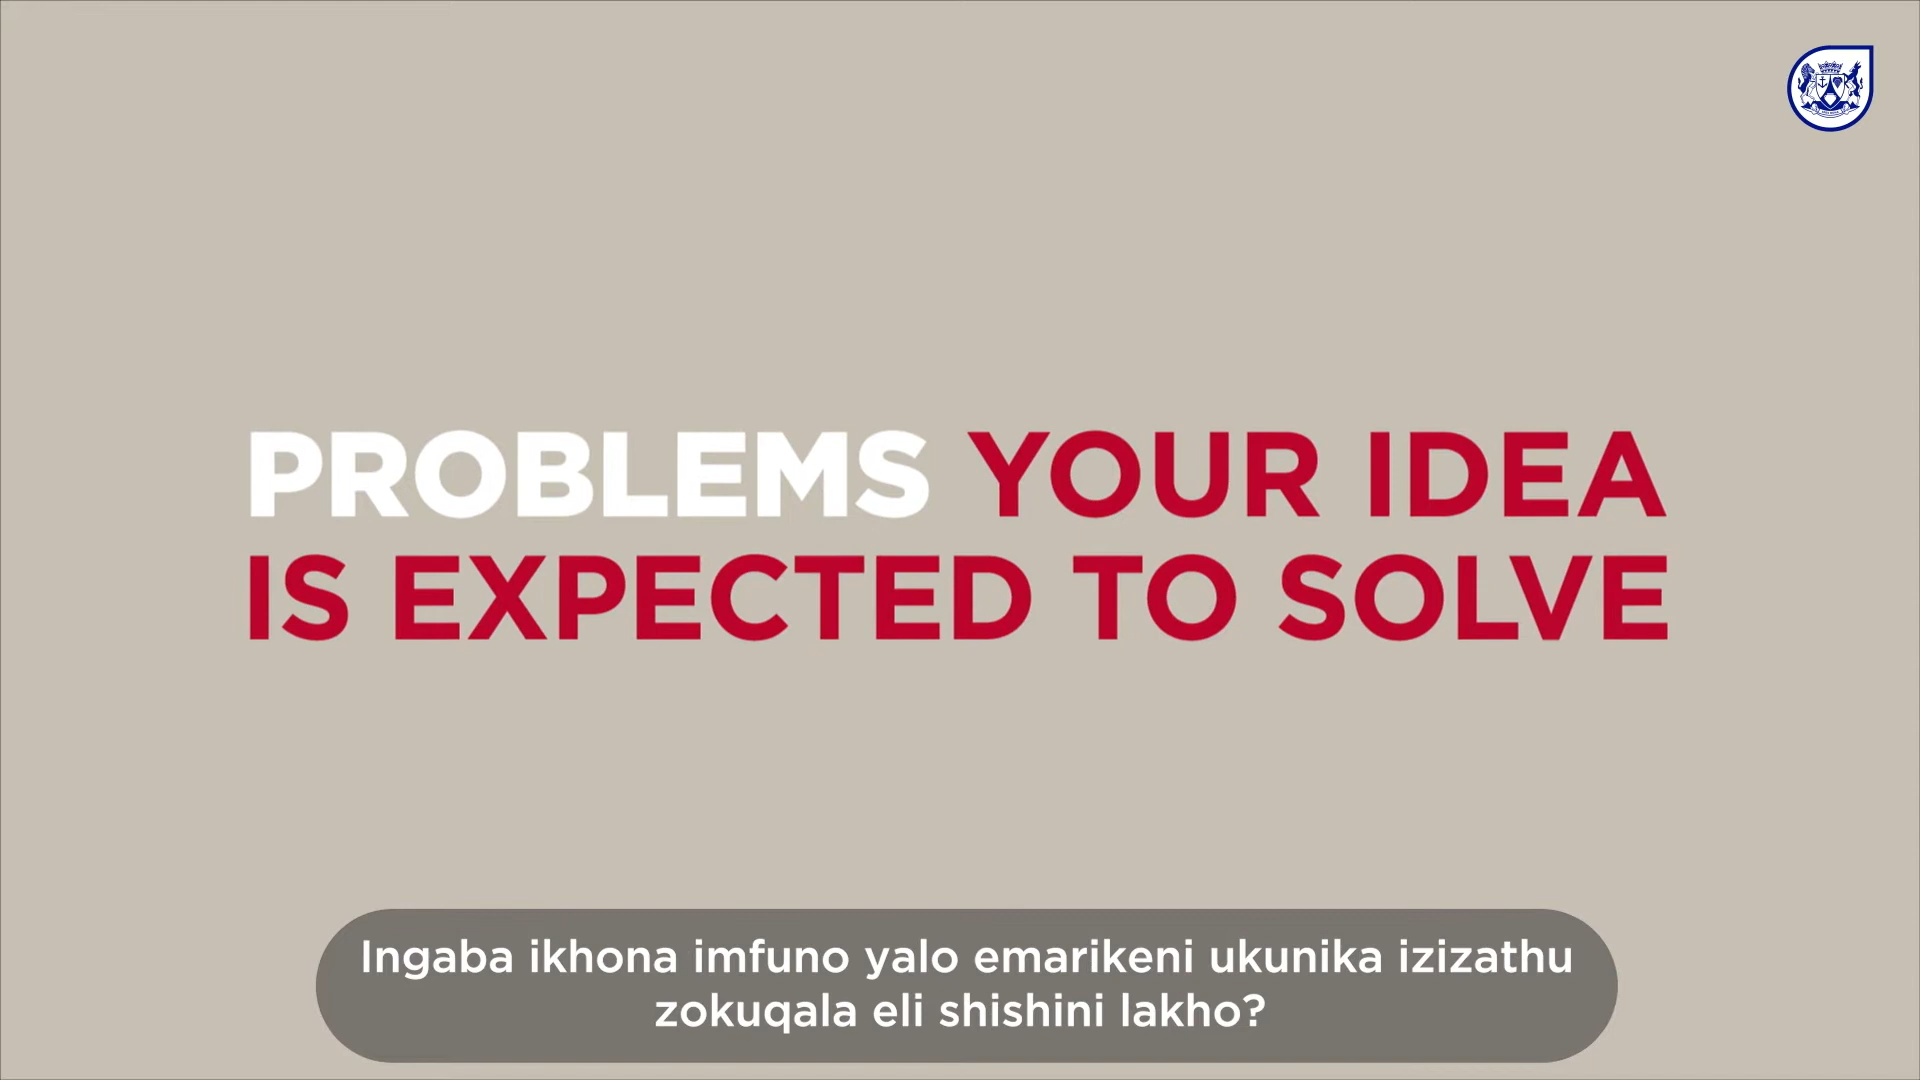 PROBLEMS YOUR IDEA
IS EXPECTED TO SOLVE
Ingaba ikhona imfuno yalo emarikeni ukunika izizathu
zokuqala eli shishini lakho?